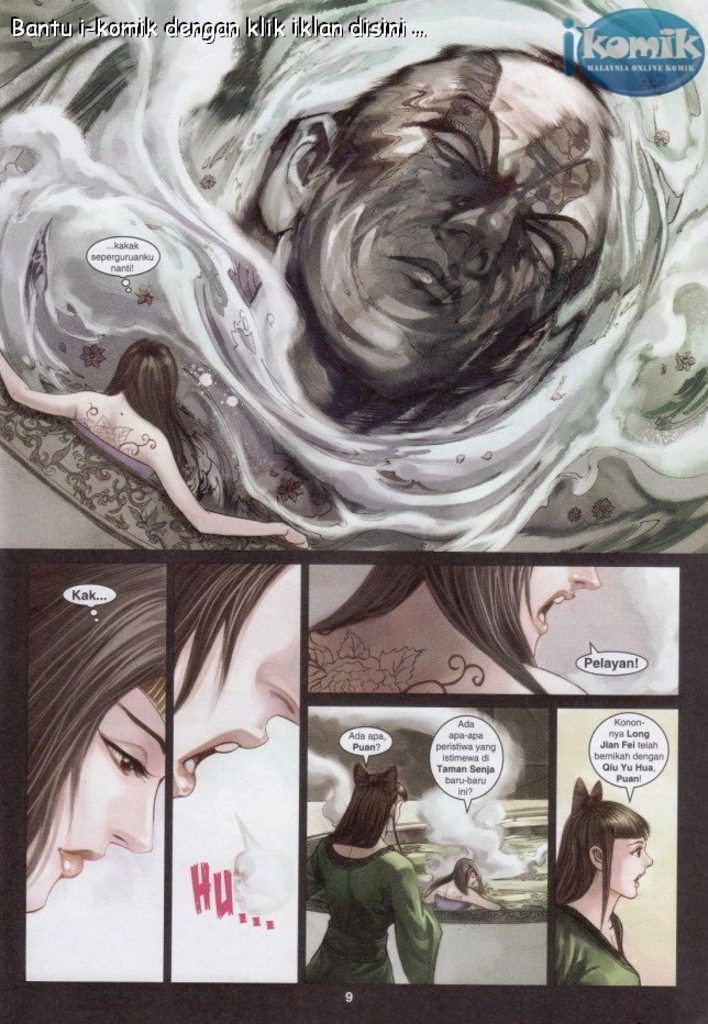 Bantu i-komik dengan klik iklan disini ...
ikomik
MALAYSIA ONLINE KOMIK
...kakak
seperguruanku
nanti!
Kak...
HU...
Pelayan!
Ada apa,
Puan?
Ada
apa-apa
peristiwa yang
istimewa di
Taman Senja
baru-baru
ini?
Konon-
nya Long
Jian Fei telah
bernikah dengan
Qiu Yu Hua,
Puan!
9